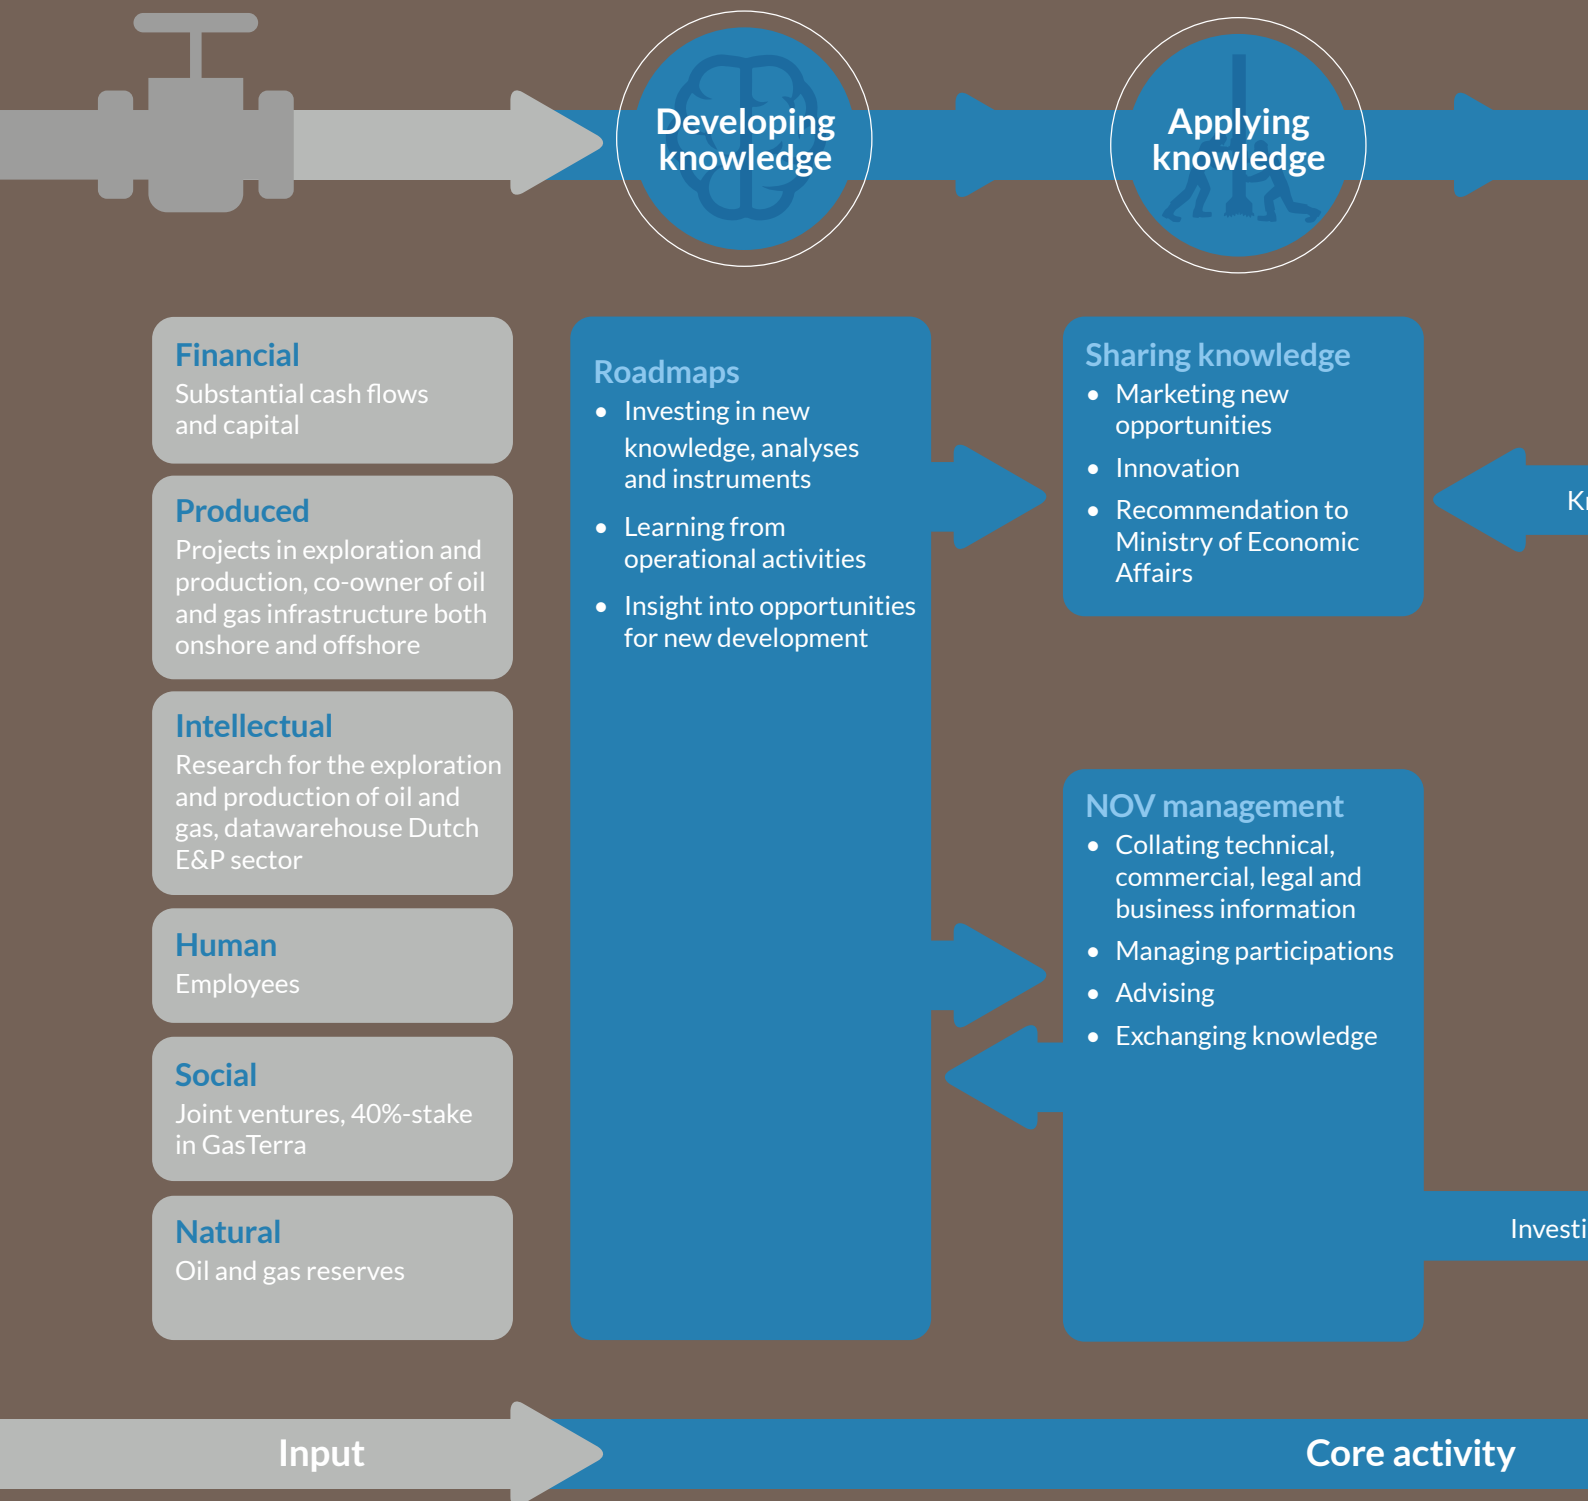 Developing
knowledge
Applying
knowledge
Financial
Substantial cash flows
and capital
Produced
Projects in exploration and
production, co-owner of oil
and gas infrastructure both
onshore and offshore
Intellectual
Research for the exploration
and production of oil and
gas, datawarehouse Dutch
E&P sector
Human
Employees
Social
Joint ventures, 40%-stake
in GasTerra
Natural
Oil and gas reserves
Roadmaps
• Investing in new
knowledge, analyses
and instruments
• Learning from
operational activities
• Insight into opportunities
for new development
Sharing knowledge
• Marketing new
opportunities
• Innovation
• Recommendation to
Ministry of Economic
Affairs
NOV management
• Collating technical,
commercial, legal and
business information
• Managing participations
• Advising
• Exchanging knowledge
Input
Core activity